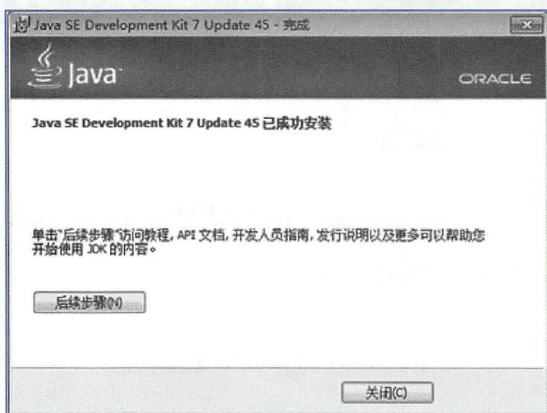 Java SE Development Kit 7 Update 45 - 完成
Java
ORACLE
Java SE Development Kit 7 Update 45 已成功安装
单击“后续步骤”访问教程, API 文档, 开发人员指南, 发行说明以及更多可以帮助您
开始使用 JDK 的内容。
后续步骤(N)
关闭(C)